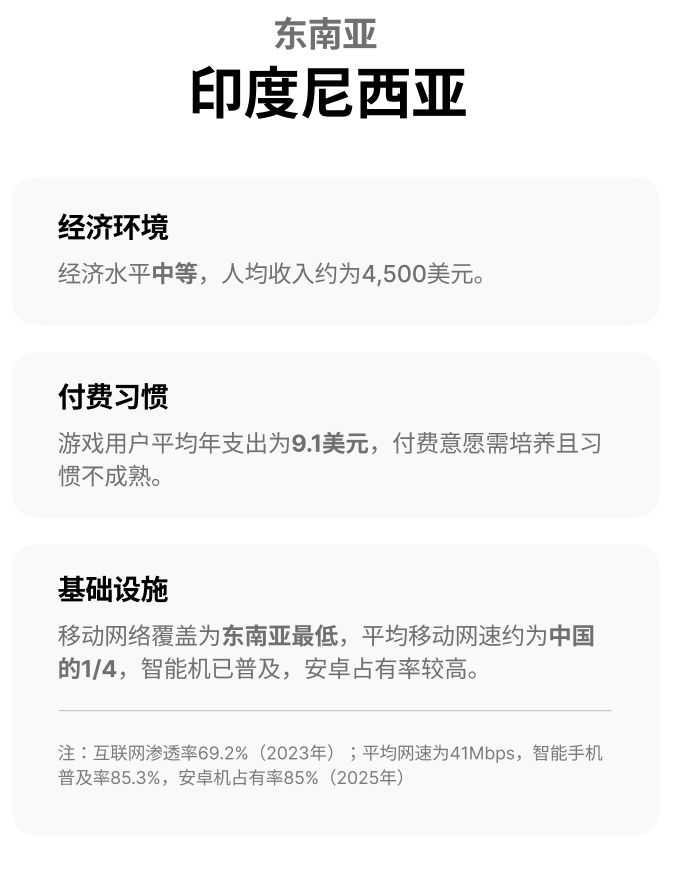 东南亚
印度尼西亚
经济环境
经济水平中等，人均收入约为4,500美元。
付费习惯
游戏用户平均年支出为9.1美元，付费意愿需培养且习
惯不成熟。
基础设施
移动网络覆盖为东南亚最低，平均移动网速约为中国
的1/4，智能机已普及，安卓占有率较高。
注：互联网渗透率69.2%（2023年）；平均网速为41Mbps，智能手机
普及率85.3%，安卓机占有率85%（2025年）